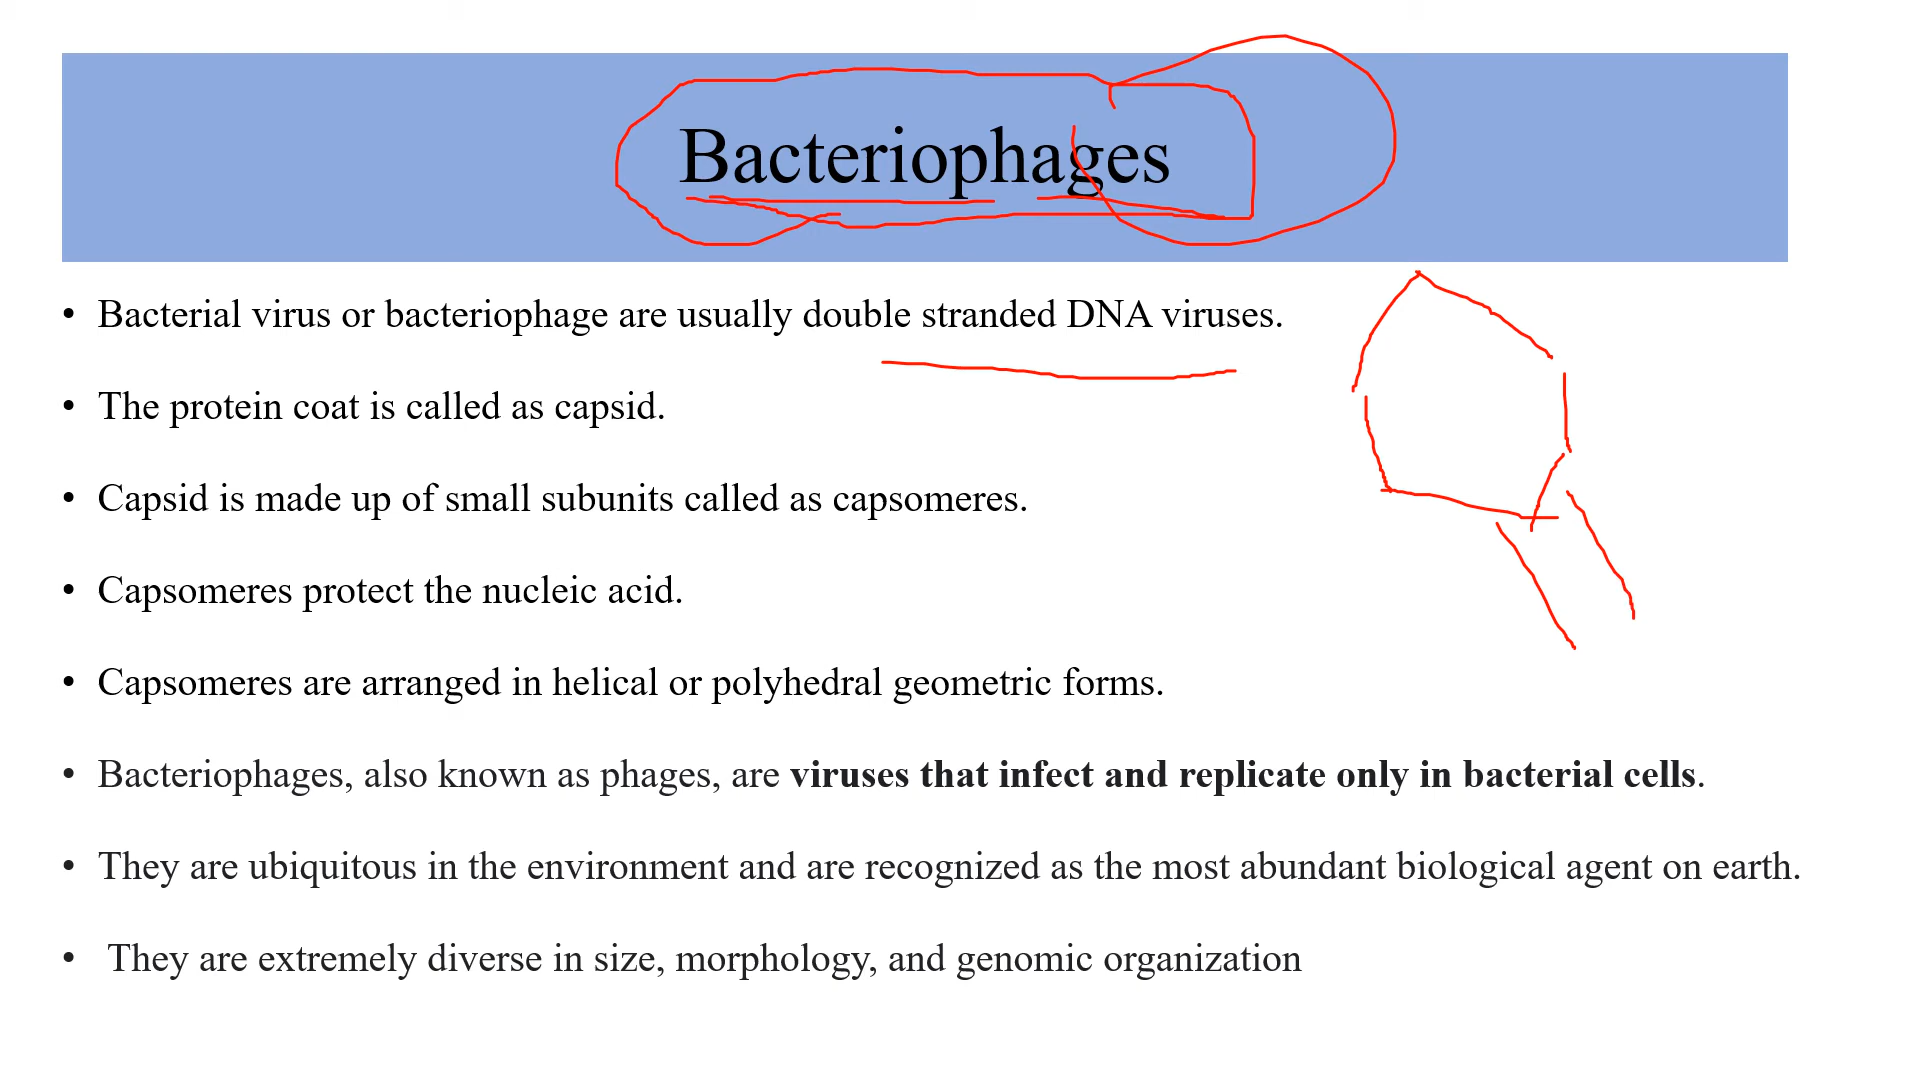 Bacteriophages
• Bacterial virus or bacteriophage are usually double stranded DNA viruses.
• The protein coat is called as capsid.
• Capsid is made up of small subunits called as capsomeres.
• Capsomeres protect the nucleic acid.
• Capsomeres are arranged in helical or polyhedral geometric forms.
• Bacteriophages, also known as phages, are viruses that infect and replicate only in bacterial cells.
• They are ubiquitous in the environment and are recognized as the most abundant biological agent on earth.
• They are extremely diverse in size, morphology, and genomic organization